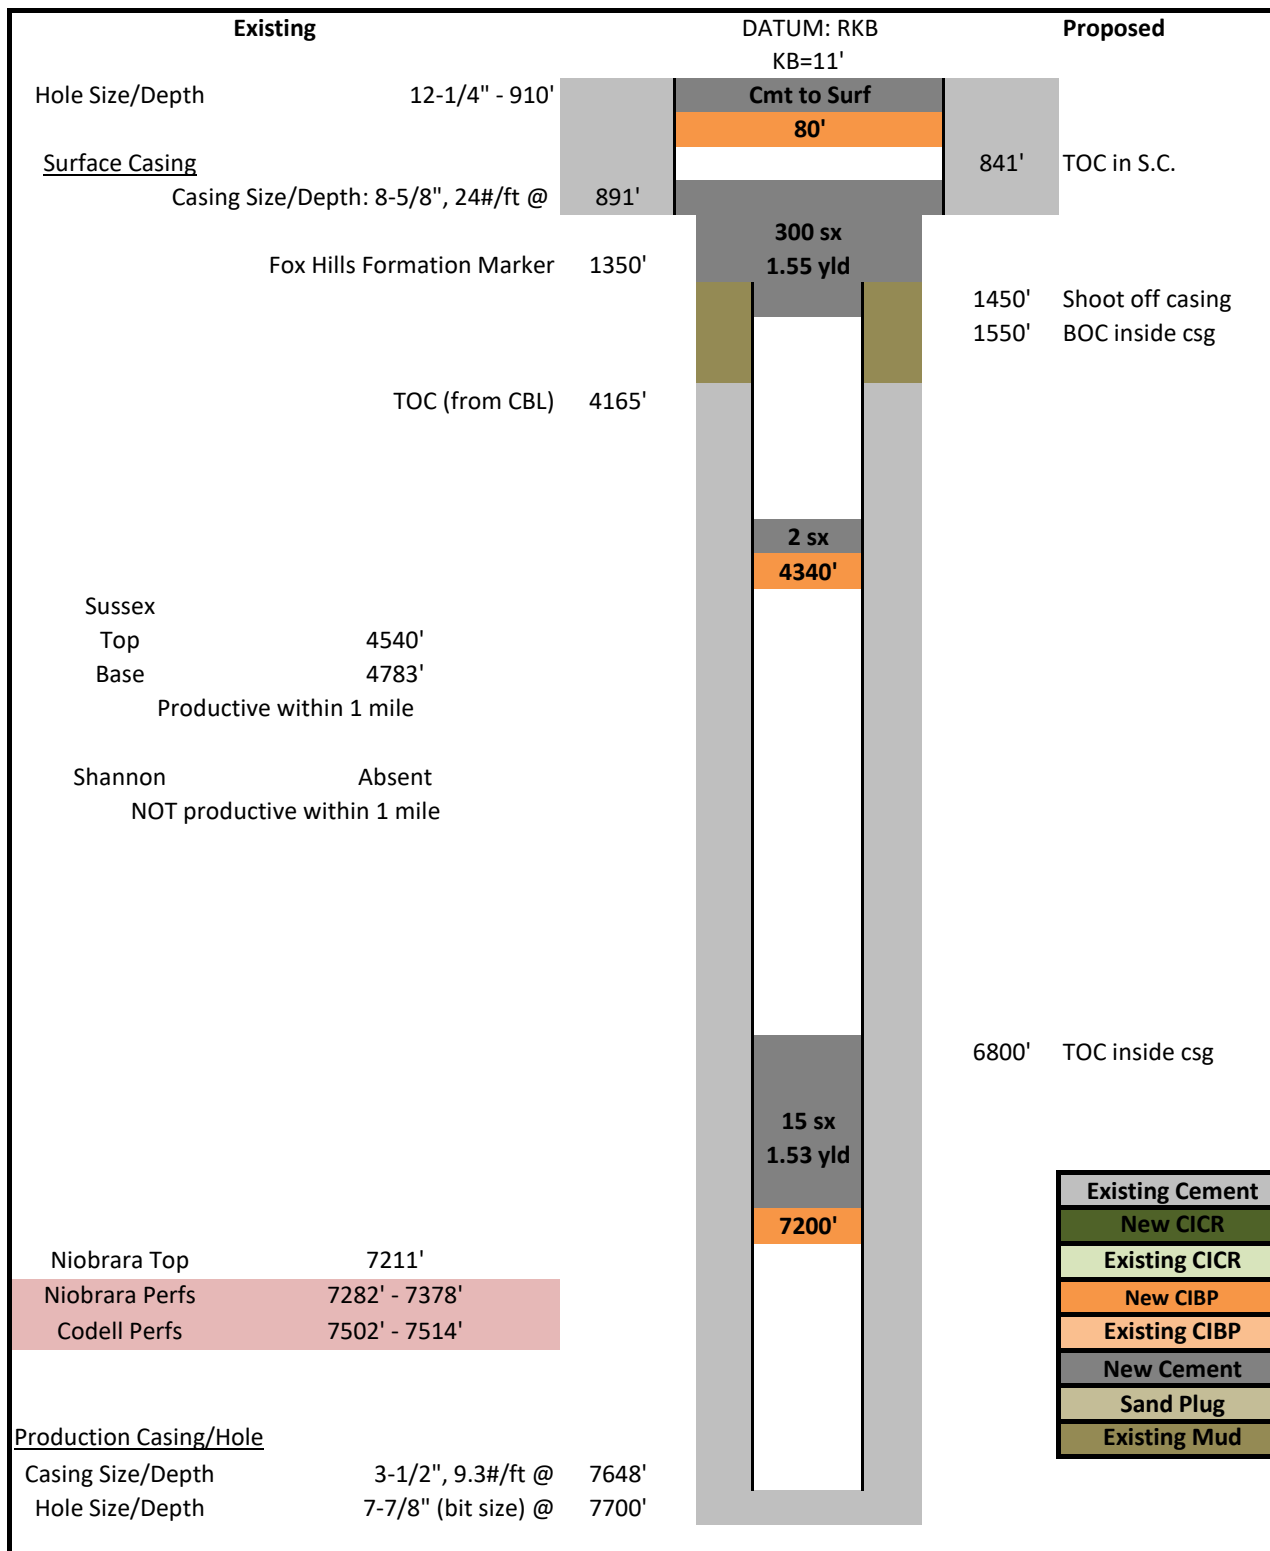 Existing DATUM: RKB Proposed
KB=11'
Hole Size/Depth 12-1/4" - 910' Cmt to Surf
80'
Surface Casing 841' TOC in S.C.
Casing Size/Depth: 8-5/8", 24#/ft @ 891'
300 sx
Fox Hills Formation Marker 1350' 1.55 yld
1450' Shoot off casing
1550' BOC inside csg
TOC (from CBL) 4165'
2 sx
4340'
Sussex
Top 4540'
Base 4783'
Productive within 1 mile
Shannon Absent
NOT productive within 1 mile
6800' TOC inside csg
15 sx
1.53 yld
Existing Cement
7200' New CICR
Niobrara Top 7211' Existing CICR
Niobrara Perfs 7282' - 7378' New CIBP
Codell Perfs 7502' - 7514' Existing CIBP
New Cement
Sand Plug
Production Casing/Hole Existing Mud
Casing Size/Depth 3-1/2", 9.3#/ft @ 7648'
Hole Size/Depth 7-7/8" (bit size) @ 7700'